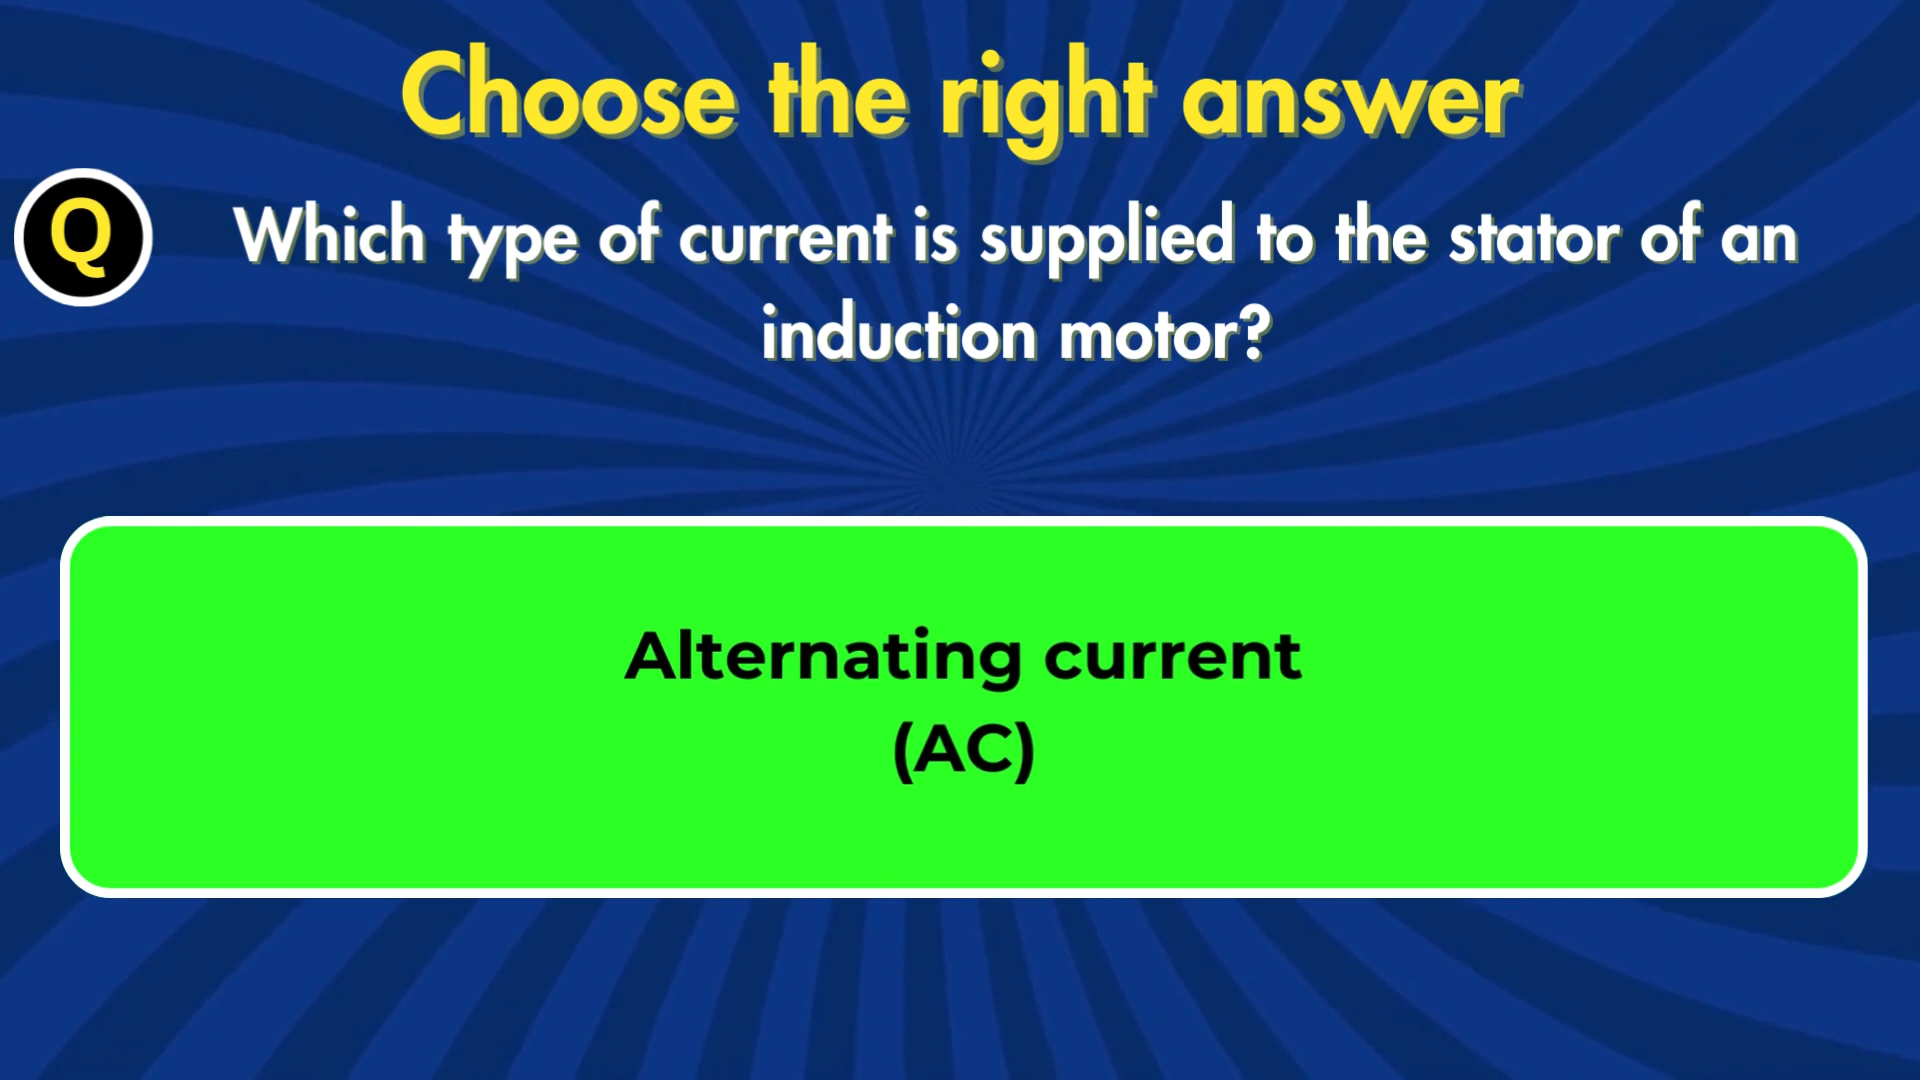 Choose the right answer
Q
Which type of current is supplied to the stator of an
induction motor?
Alternating current
(AC)